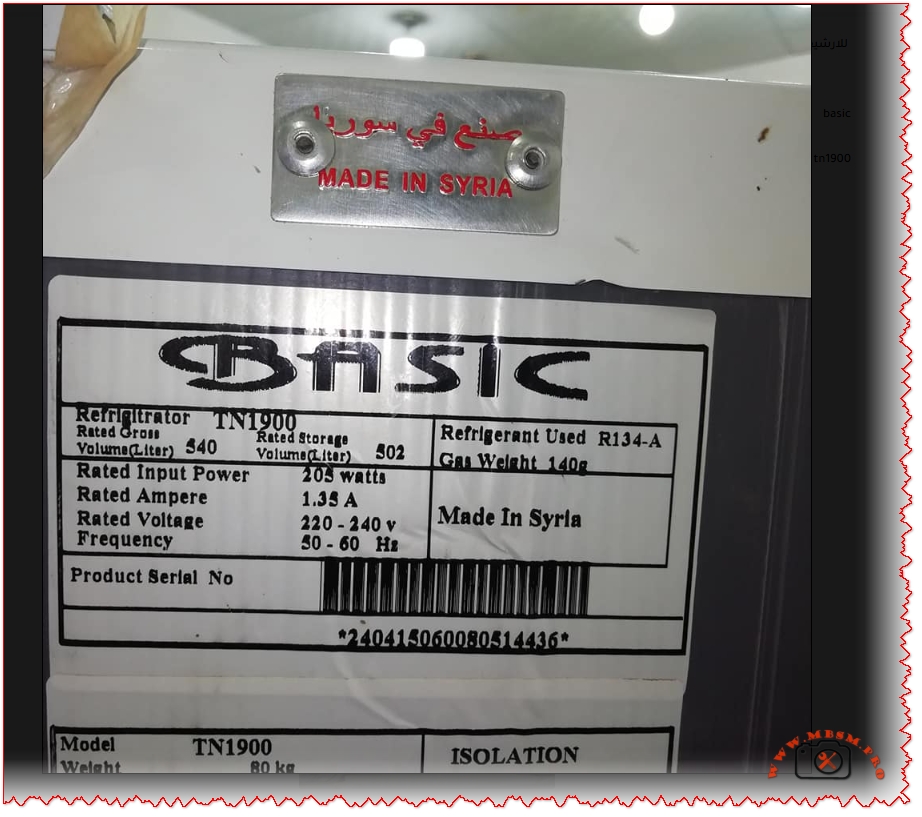 للارشيف
basic
tn1900
صنع في سوريا
MADE IN SYRIA
BASIC
Refrigitrator TN1900
Rated Gross Volume(Liter) 540
Rated Storage Volume(Liter) 502
Refrigerant Used R134-A
Gas Weight 140g
Rated Input Power 205 watts
Rated Ampere 1.35 A
Rated Voltage 220 - 240 v
Frequency 50 - 60 Hz
Made In Syria
Product Serial No
*240415060080514436*
Model TN1900
Weight 80 kg
ISOLATION
WWW.MBSM.PRO